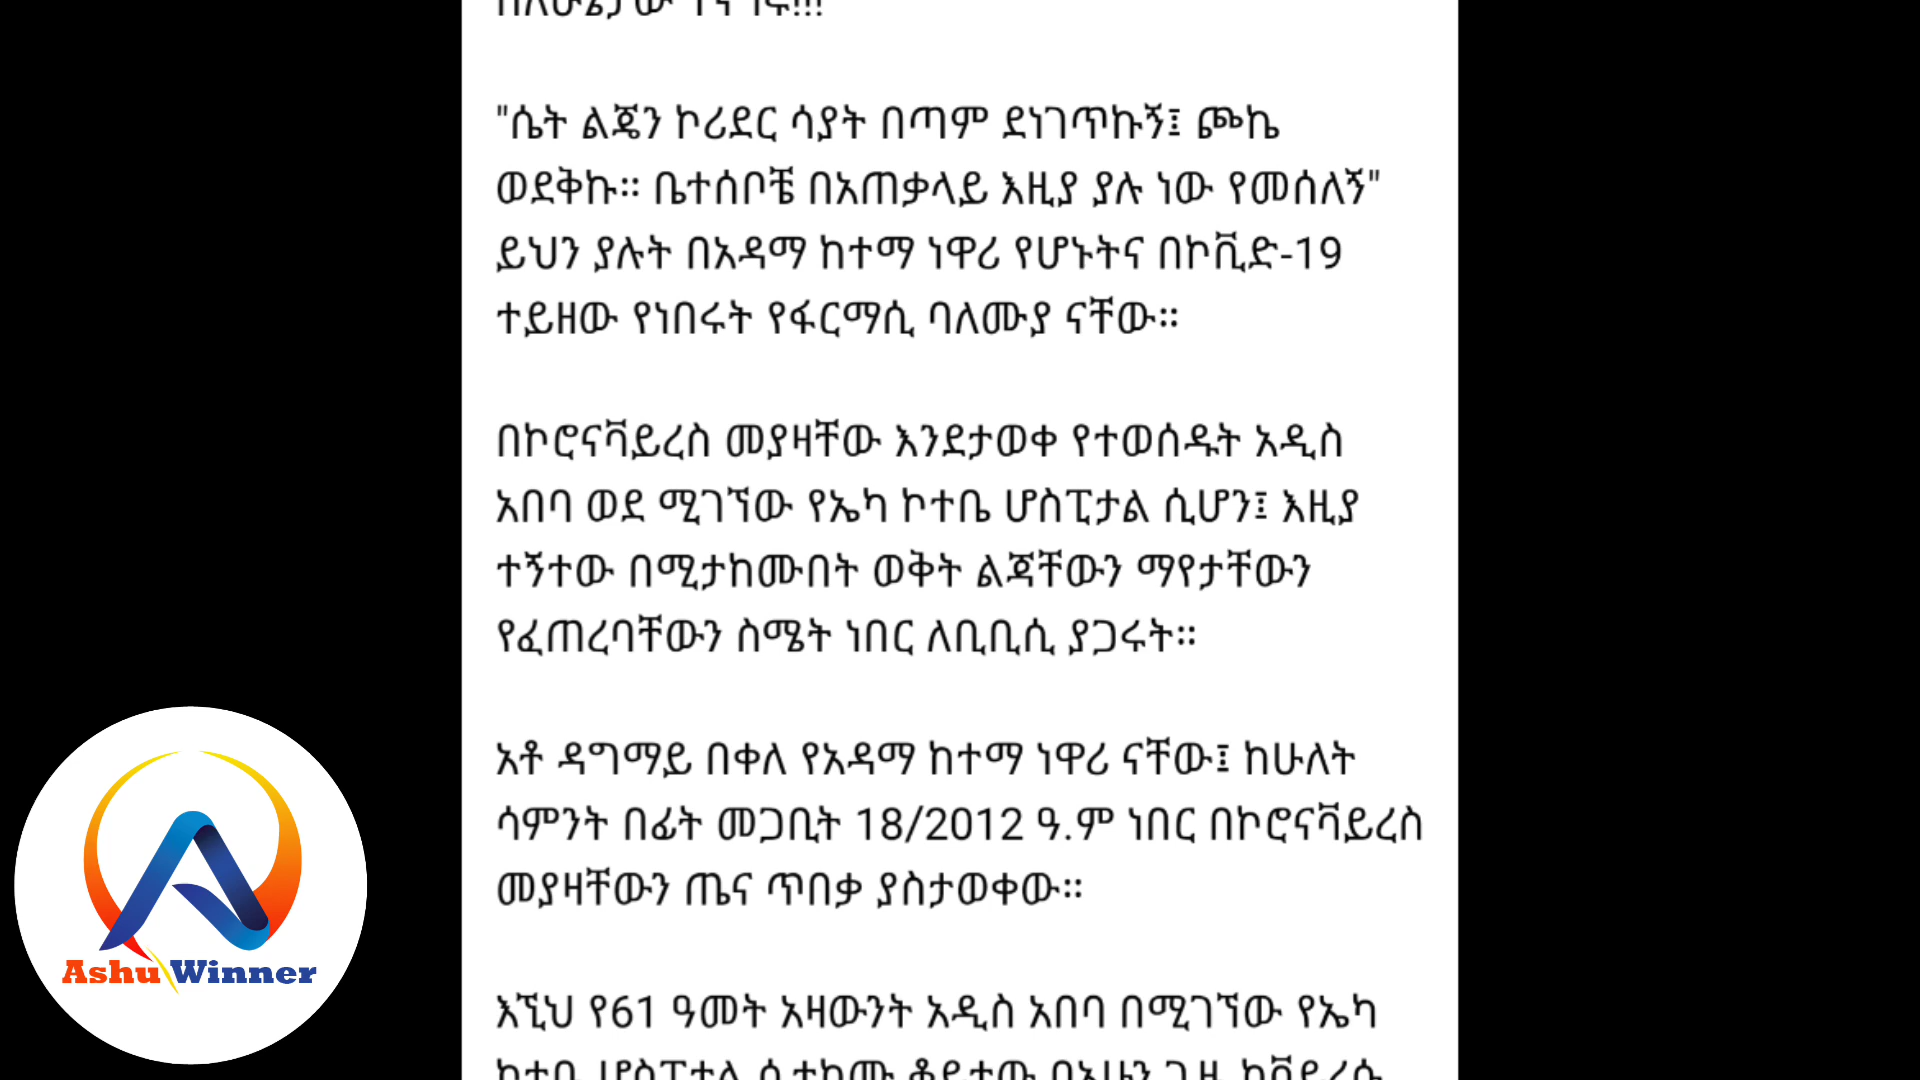 "ሴት ልጄን ኮሪደር ሳያት በጣም ደነገጥኩኝ፤ ጮኬ
ወደቅኩ። ቤተሰቦቼ በአጠቃላይ እዚያ ያሉ ነው የመሰለኝ"
ይህን ያሉት በአዳማ ከተማ ነዋሪ የሆኑትና በኮቪድ-19
ተይዘው የነበሩት የፋርማሲ ባለሙያ ናቸው።
በኮሮናቫይረስ መያዛቸው እንደታወቀ የተወሰዱት አዲስ
አበባ ወደ ሚገኘው የኤካ ኮተቤ ሆስፒታል ሲሆን፤ እዚያ
ተኝተው በሚታከሙበት ወቅት ልጃቸውን ማየታቸውን
የፈጠረባቸውን ስሜት ነበር ለቢቢሲ ያጋሩት።
አቶ ዳግማይ በቀለ የአዳማ ከተማ ነዋሪ ናቸው፤ ከሁለት
ሳምንት በፊት መጋቢት 18/2012 ዓ.ም ነበር በኮሮናቫይረስ
መያዛቸውን ጤና ጥበቃ ያስታወቀው።
እኚህ የ61 ዓመት አዛውንት አዲስ አበባ በሚገኘው የኤካ
Ashu Winner